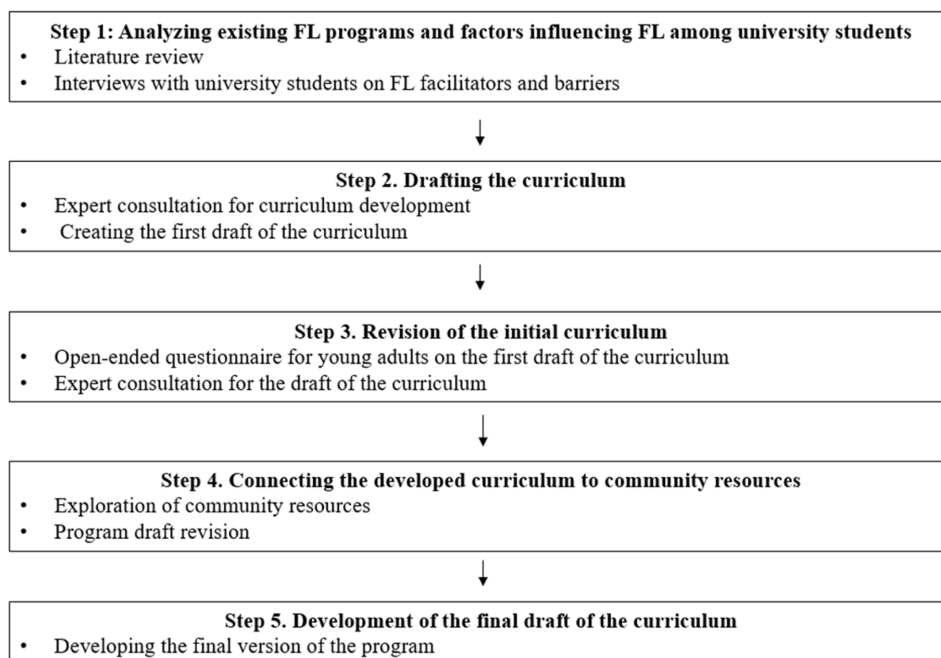 Step 1: Analyzing existing FL programs and factors influencing FL among university students
• Literature review
• Interviews with university students on FL facilitators and barriers
Step 2. Drafting the curriculum
• Expert consultation for curriculum development
• Creating the first draft of the curriculum
Step 3. Revision of the initial curriculum
• Open-ended questionnaire for young adults on the first draft of the curriculum
• Expert consultation for the draft of the curriculum
Step 4. Connecting the developed curriculum to community resources
• Exploration of community resources
• Program draft revision
Step 5. Development of the final draft of the curriculum
• Developing the final version of the program